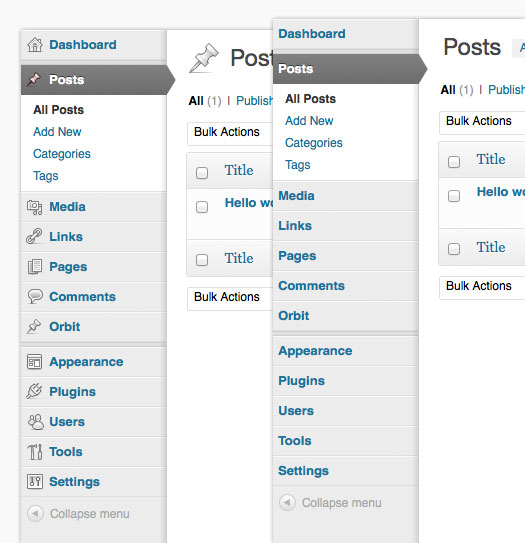 Dashboard
Posts
All Posts
Add New
Categories
Tags
Media
Links
Pages
Comments
Orbit
Appearance
Plugins
Users
Tools
Settings
Collapse menu
Post
All (1) | Publish
Bulk Actions
Title
Hello wo
Title
Bulk Actions
Dashboard
Posts
All Posts
Add New
Categories
Tags
Media
Links
Pages
Comments
Orbit
Appearance
Plugins
Users
Tools
Settings
Collapse menu
Posts A
All (1) | Publish
Bulk Actions
Title
Hello wo
Title
Bulk Actions